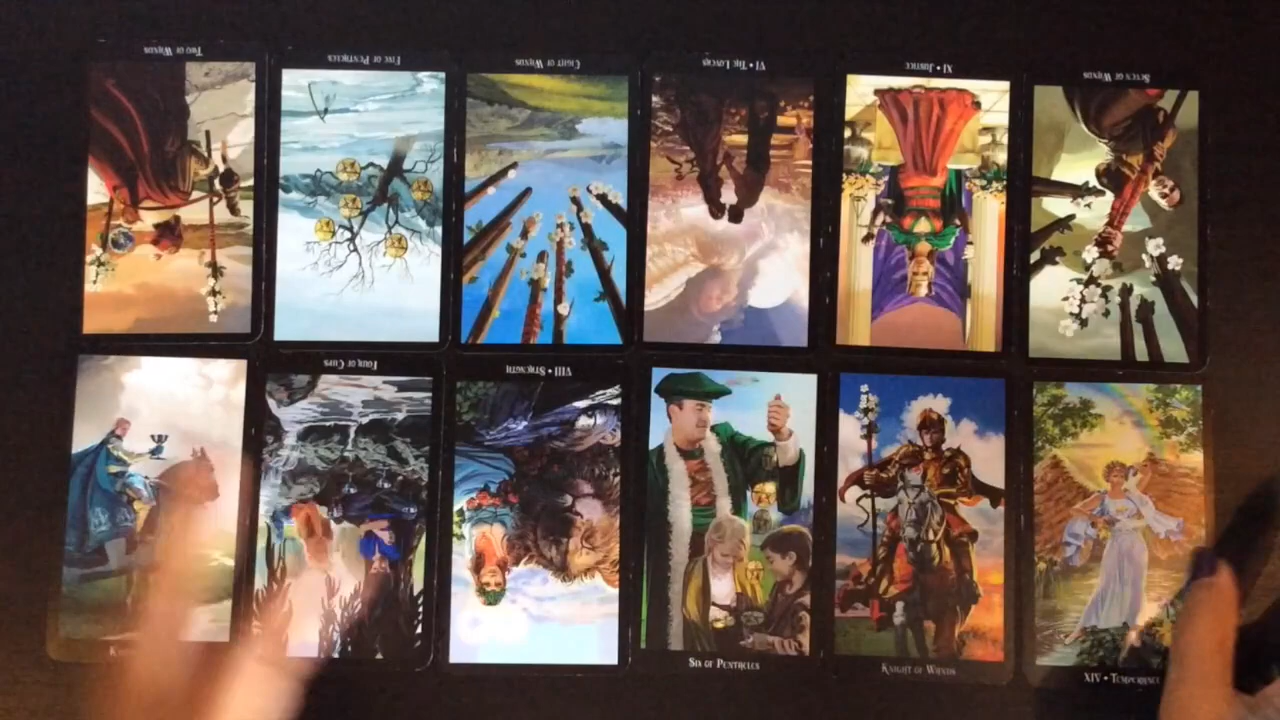 Two of Wands
Five of Pentacles
Eight of Wands
VI • The Lovers
XI • Justice
Seven of Wands
Four of Cups
VIII • Strength
Six of Pentacles
Knight of Wands
XIV • Temperence